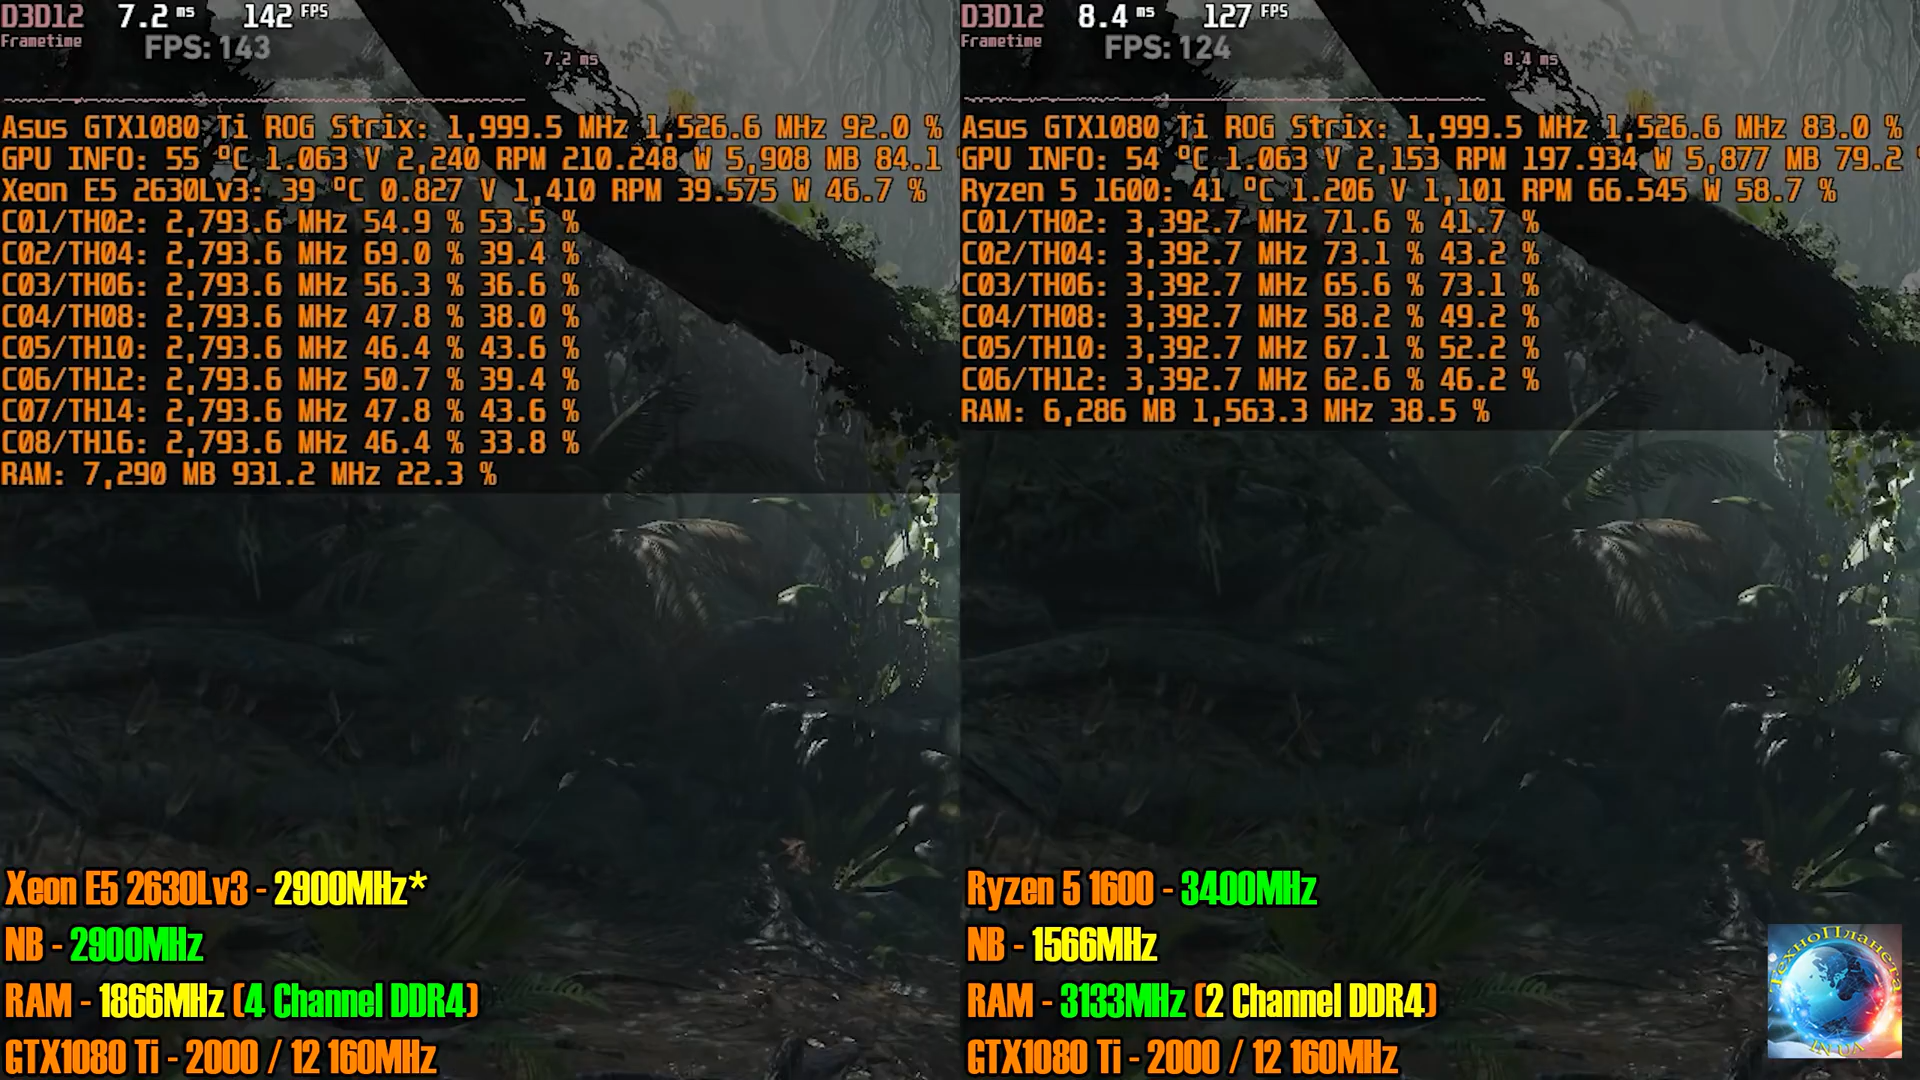 D3D12 7.2 ms 142 FPS
Frametime
FPS: 143
7.2 ms
Asus GTX1080 Ti ROG Strix: 1,999.5 MHz 1,526.6 MHz 92.0 %
GPU INFO: 55 °C 1.063 V 2,240 RPM 210.248 W 5,908 MB 84.1
Xeon E5 2630Lv3: 39 °C 0.827 V 1,410 RPM 39.575 W 46.7 %
C01/TH02: 2,793.6 MHz 54.9 % 53.5 %
C02/TH04: 2,793.6 MHz 69.0 % 39.4 %
C03/TH06: 2,793.6 MHz 56.3 % 36.6 %
C04/TH08: 2,793.6 MHz 47.8 % 38.0 %
C05/TH10: 2,793.6 MHz 46.4 % 43.6 %
C06/TH12: 2,793.6 MHz 50.7 % 39.4 %
C07/TH14: 2,793.6 MHz 47.8 % 43.6 %
C08/TH16: 2,793.6 MHz 46.4 % 33.8 %
RAM: 7,290 MB 931.2 MHz 22.3 %
Xeon E5 2630Lv3 - 2900MHz*
NB - 2900MHz
RAM - 1866MHz (4 Channel DDR4)
GTX1080 Ti - 2000 / 12 160MHz
D3D12 8.4 ms 127 FPS
Frametime
FPS: 124
8.4 ms
Asus GTX1080 Ti ROG Strix: 1,999.5 MHz 1,526.6 MHz 83.0 %
GPU INFO: 54 °C 1.063 V 2,153 RPM 197.934 W 5,877 MB 79.2
Ryzen 5 1600: 41 °C 1.206 V 1,101 RPM 66.545 W 58.7 %
C01/TH02: 3,392.7 MHz 71.6 % 41.7 %
C02/TH04: 3,392.7 MHz 73.1 % 43.2 %
C03/TH06: 3,392.7 MHz 65.6 % 73.1 %
C04/TH08: 3,392.7 MHz 58.2 % 49.2 %
C05/TH10: 3,392.7 MHz 67.1 % 52.2 %
C06/TH12: 3,392.7 MHz 62.6 % 46.2 %
RAM: 6,286 MB 1,563.3 MHz 38.5 %
Ryzen 5 1600 - 3400MHz
NB - 1566MHz
RAM - 3133MHz (2 Channel DDR4)
GTX1080 Ti - 2000 / 12 160MHz
ТехноПланета
IN UA